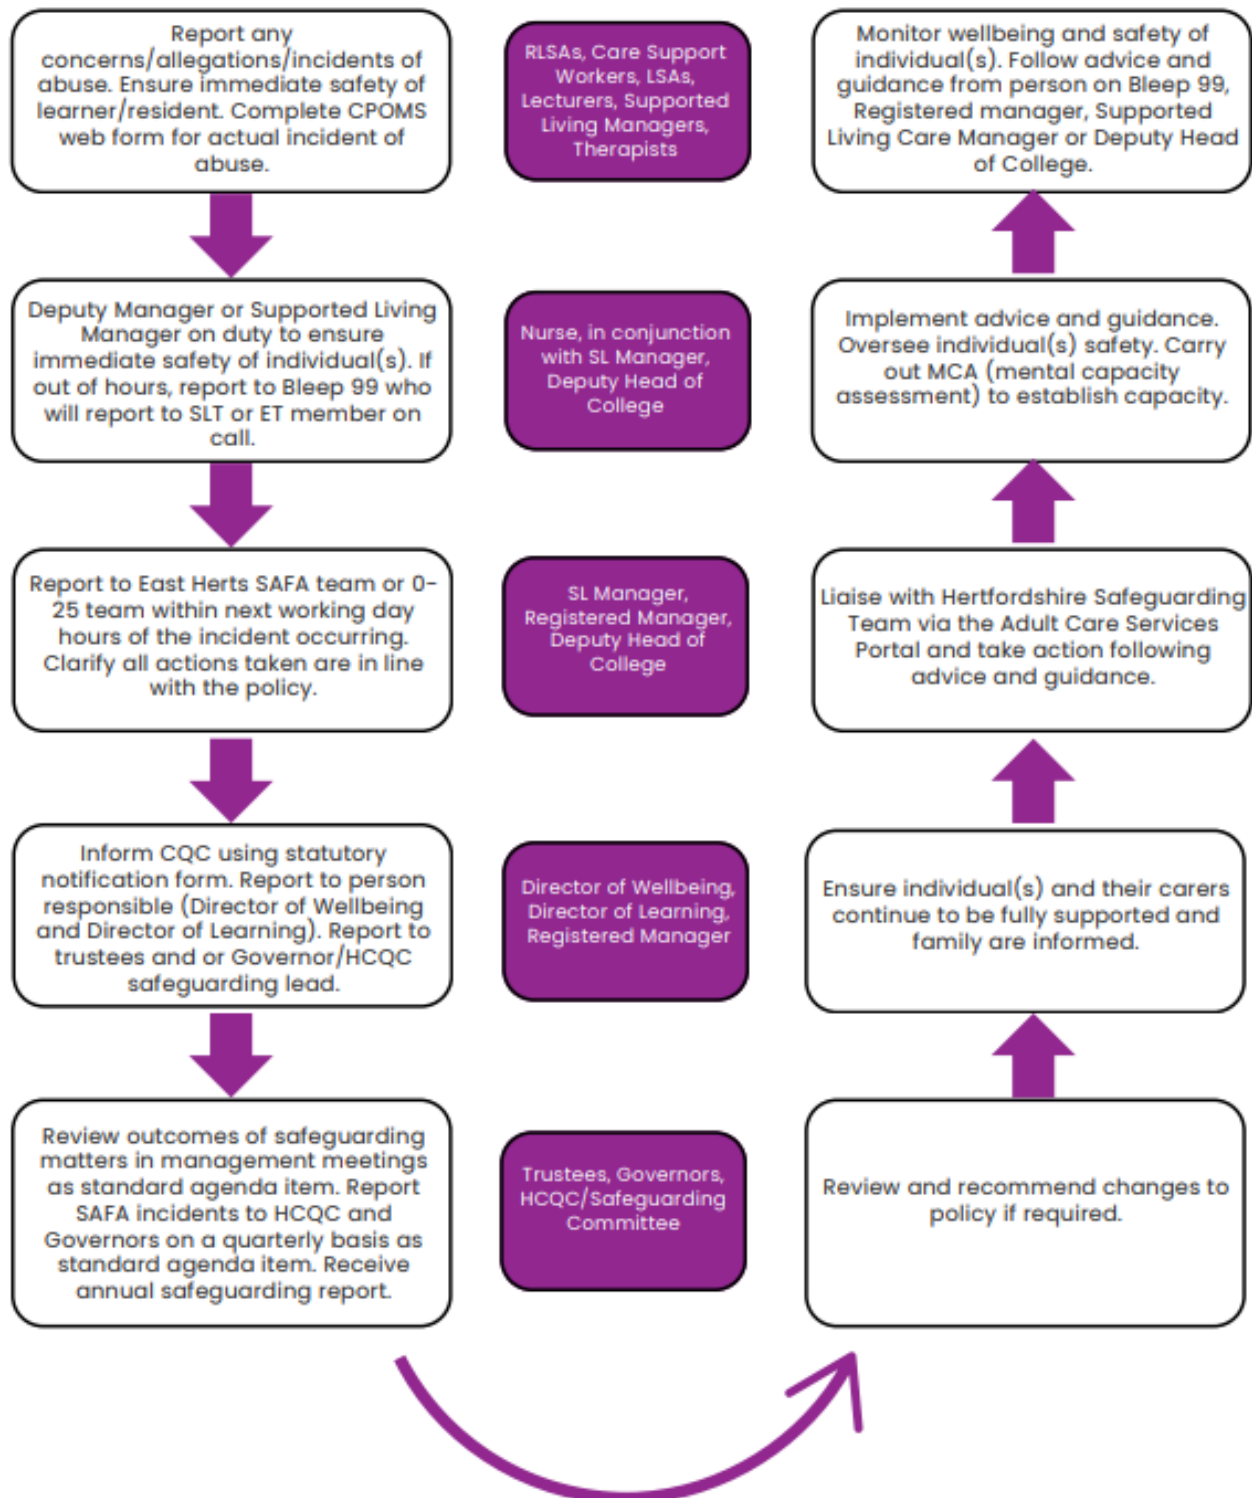 Report any
concerns/allegations/incidents of
abuse. Ensure immediate safety of
learner/resident. Complete CPOMS
web form for actual incident of
abuse.
RLSAs, Care Support
Workers, LSAs,
Lecturers, Supported
Living Managers,
Therapists
Monitor wellbeing and safety of
individual(s). Follow advice and
guidance from person on Bleep 99,
Registered manager, Supported
Living Care Manager or Deputy Head
of College.
Deputy Manager or Supported Living
Manager on duty to ensure
immediate safety of individual(s). If
out of hours, report to Bleep 99 who
will report to SLT or ET member on
call.
Nurse, in conjunction
with SL Manager,
Deputy Head of
College
Implement advice and guidance.
Oversee individual(s) safety. Carry
out MCA (mental capacity
assessment) to establish capacity.
Report to East Herts SAFA team or 0-
25 team within next working day
hours of the incident occurring.
Clarify all actions taken are in line
with the policy.
SL Manager,
Registered Manager,
Deputy Head of
College
Liaise with Hertfordshire Safeguarding
Team via the Adult Care Services
Portal and take action following
advice and guidance.
Inform CQC using statutory
notification form. Report to person
responsible (Director of Wellbeing
and Director of Learning). Report to
trustees and or Governor/HCQC
safeguarding lead.
Director of Wellbeing,
Director of Learning,
Registered Manager
Ensure individual(s) and their carers
continue to be fully supported and
family are informed.
Review outcomes of safeguarding
matters in management meetings
as standard agenda item. Report
SAFA incidents to HCQC and
Governors on a quarterly basis as
standard agenda item. Receive
annual safeguarding report.
Trustees, Governors,
HCQC/Safeguarding
Committee
Review and recommend changes to
policy if required.